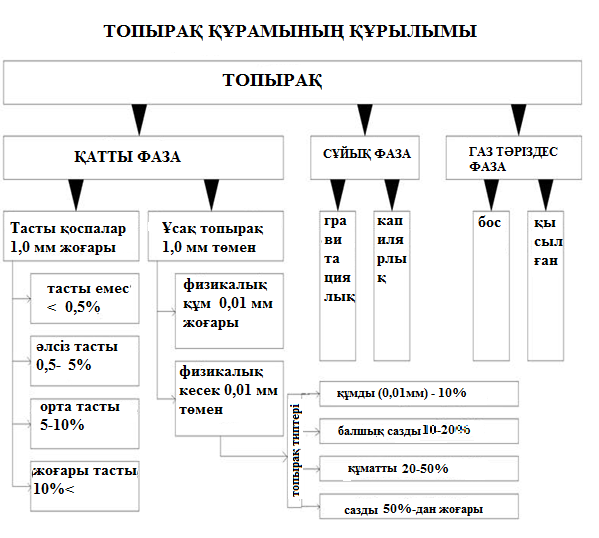 ТОПЫРАҚ ҚҰРАМЫНЫҢ ҚҰРЫЛЫМЫ
ТОПЫРАҚ
ҚАТТЫ ФАЗА
СҰЙЫҚ ФАЗА
ГАЗ ТӘРІЗДЕС
ФАЗА
Тасты қоспалар
1,0 мм жоғары
Ұсақ топырақ
1,0 мм төмен
гра
ви
та
циял
ық
кап
иля
рлы
қ
бос
қы
сыл
ған
тасты емес
< 0,5%
әлсіз тасты
0,5- 5%
орта тасты
5-10%
жоғары тасты
10%<
физикалық
құм 0,01 мм
жоғары
физикалық
кесек 0,01 мм
төмен
топырақ типтері
құмды (0,01мм) - 10%
балшық сазды 10-20%
құматты 20-50%
сазды 50%-дан жоғары